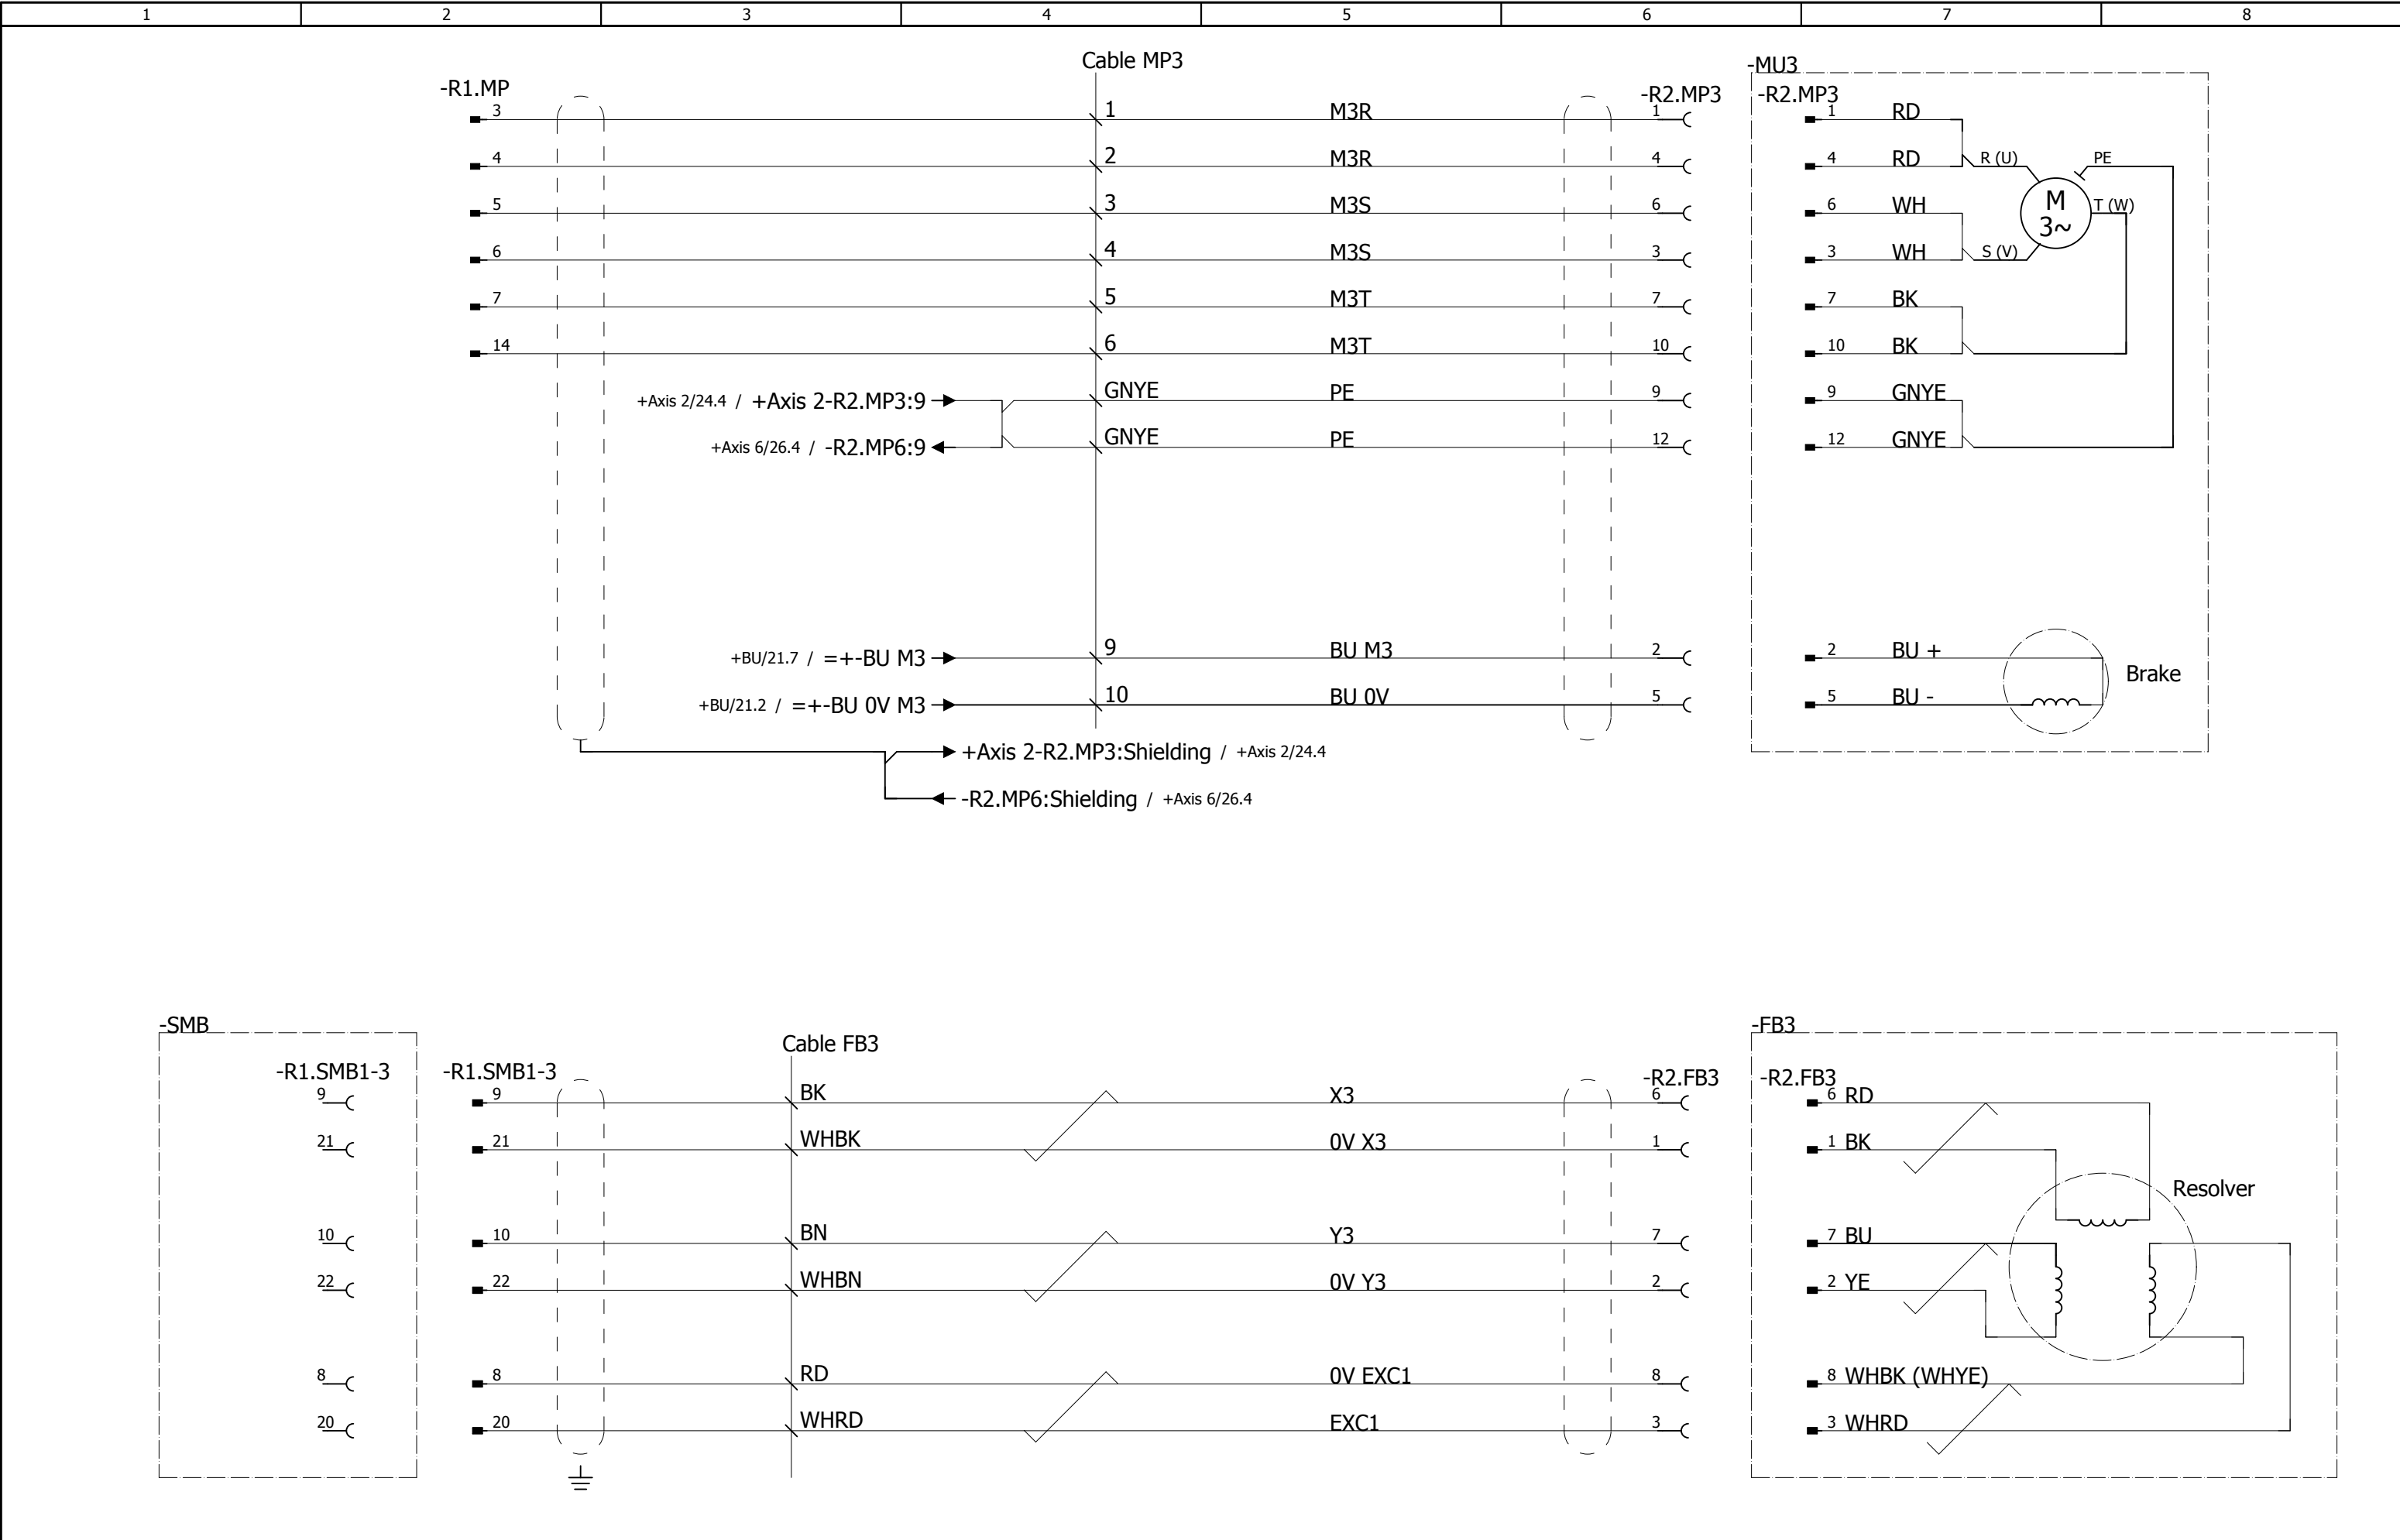 1 2 3 4 5 6 7 8
Cable MP3
-MU3
-R1.MP -R2.MP3 -R2.MP3
3 1 M3R 1 1 RD
4 2 M3R 4 4 RD R (U) PE
M
3~
5 3 M3S 6 6 WH T (W)
6 4 M3S 3 3 WH S (V)
7 5 M3T 7 7 BK
14 6 M3T 10 10 BK
+Axis 2/24.4 / +Axis 2-R2.MP3:9 GNYE PE 9 9 GNYE
+Axis 6/26.4 / -R2.MP6:9 GNYE PE 12 12 GNYE
+BU/21.7 / =+-BU M3 9 BU M3 2 2 BU +
Brake
+BU/21.2 / =+-BU 0V M3 10 BU 0V 5 5 BU -
+Axis 2-R2.MP3:Shielding / +Axis 2/24.4
-R2.MP6:Shielding / +Axis 6/26.4
-SMB -FB3
Cable FB3
-R1.SMB1-3 -R1.SMB1-3 -R2.FB3 -R2.FB3
9 9 BK X3 6 6 RD
21 21 WHBK 0V X3 1 1 BK
Resolver
10 10 BN Y3 7 7 BU
22 22 WHBN 0V Y3 2 2 YE
8 8 RD 0V EXC1 8 8 WHBK (WHYE)
20 20 WHRD EXC1 3 3 WHRD